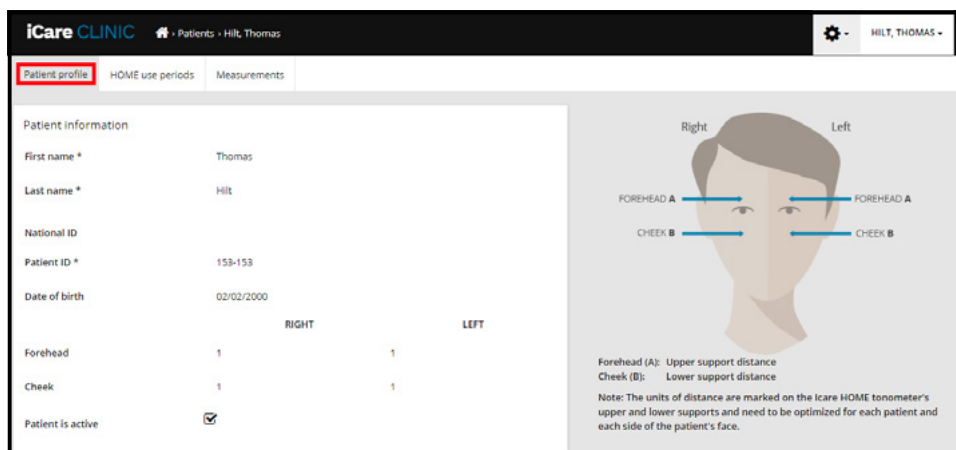 iCare CLINIC › Patients › Hilt, Thomas HILT, THOMAS
Patient profile HOME use periods Measurements
Patient information
First name * Thomas
Last name * Hilt
National ID
Patient ID * 153-153
Date of birth 02/02/2000
RIGHT LEFT
Forehead 1 1
Cheek 1 1
Patient is active
Right Left
FOREHEAD A FOREHEAD A
CHEEK B CHEEK B
Forehead (A): Upper support distance
Cheek (B): Lower support distance
Note: The units of distance are marked on the Icare HOME tonometer's
upper and lower supports and need to be optimized for each patient and
each side of the patient's face.